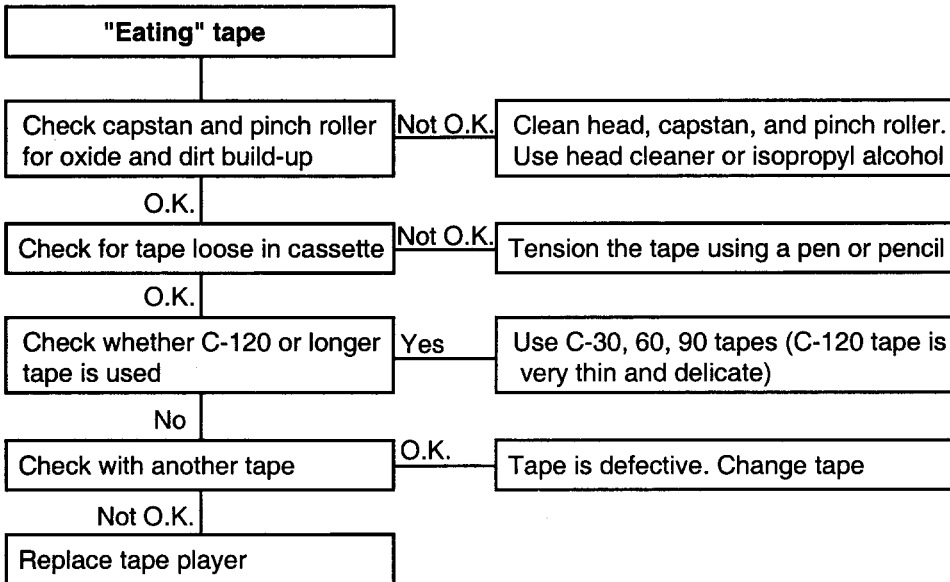 "Eating" tape
Check capstan and pinch roller
for oxide and dirt build-up
Not O.K.
Clean head, capstan, and pinch roller.
Use head cleaner or isopropyl alcohol
O.K.
Check for tape loose in cassette
Not O.K.
Tension the tape using a pen or pencil
O.K.
Check whether C-120 or longer
tape is used
Yes
Use C-30, 60, 90 tapes (C-120 tape is
very thin and delicate)
No
Check with another tape
O.K.
Tape is defective. Change tape
Not O.K.
Replace tape player